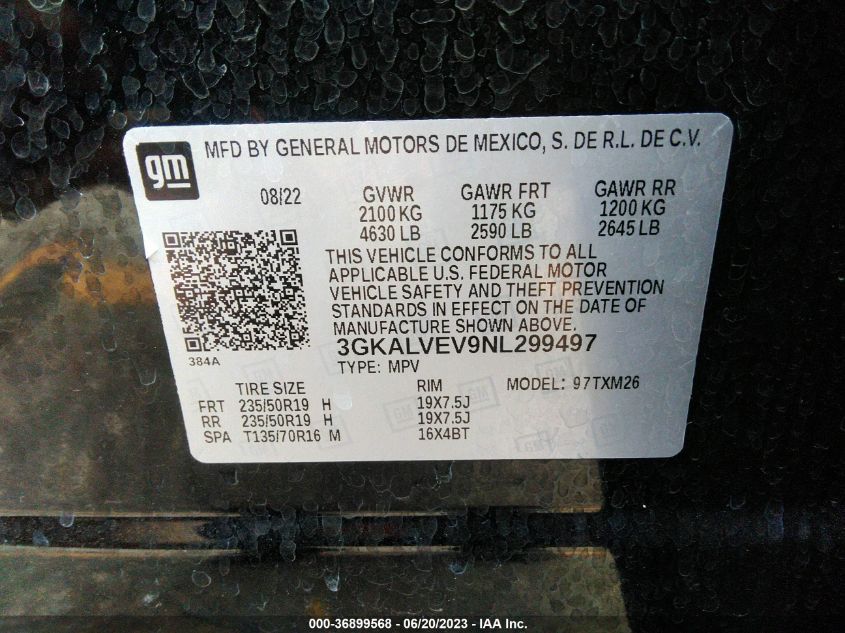 gm MFD BY GENERAL MOTORS DE MEXICO, S. DE R.L. DE C.V.
08/22 GVWR GAWR FRT GAWR RR
2100 KG 1175 KG 1200 KG
4630 LB 2590 LB 2645 LB
THIS VEHICLE CONFORMS TO ALL
APPLICABLE U.S. FEDERAL MOTOR
VEHICLE SAFETY AND THEFT PREVENTION
STANDARDS IN EFFECT ON THE DATE OF
MANUFACTURE SHOWN ABOVE.
384A 3GKALVEV9NL299497
TYPE: MPV
TIRE SIZE RIM MODEL: 97TXM26
FRT 235/50R19 H 19X7.5J
RR 235/50R19 H 19X7.5J
SPA T135/70R16 M 16X4BT
000-36899568 - 06/20/2023 - IAA Inc.